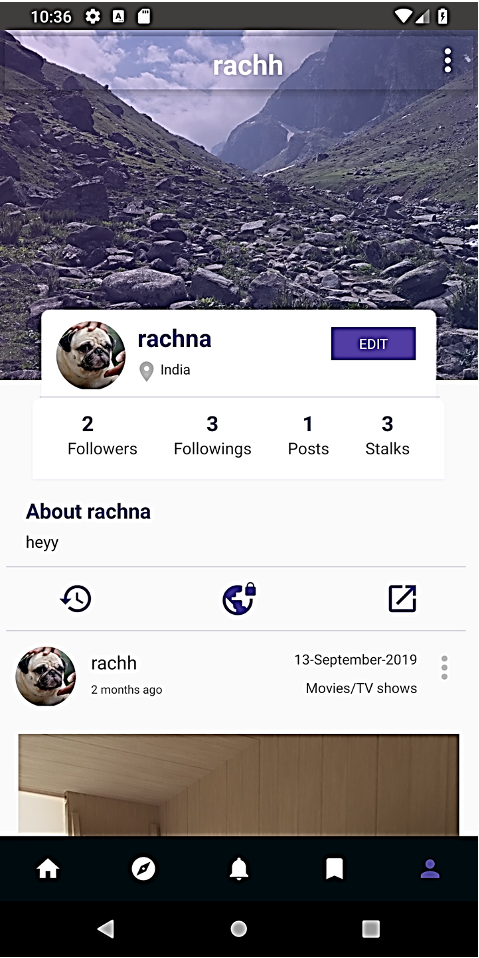 10:36
rachh
rachna
EDIT
India
2 3 1 3
Followers Followings Posts Stalks
About rachna
heyy
rachh 13-September-2019
2 months ago Movies/TV shows